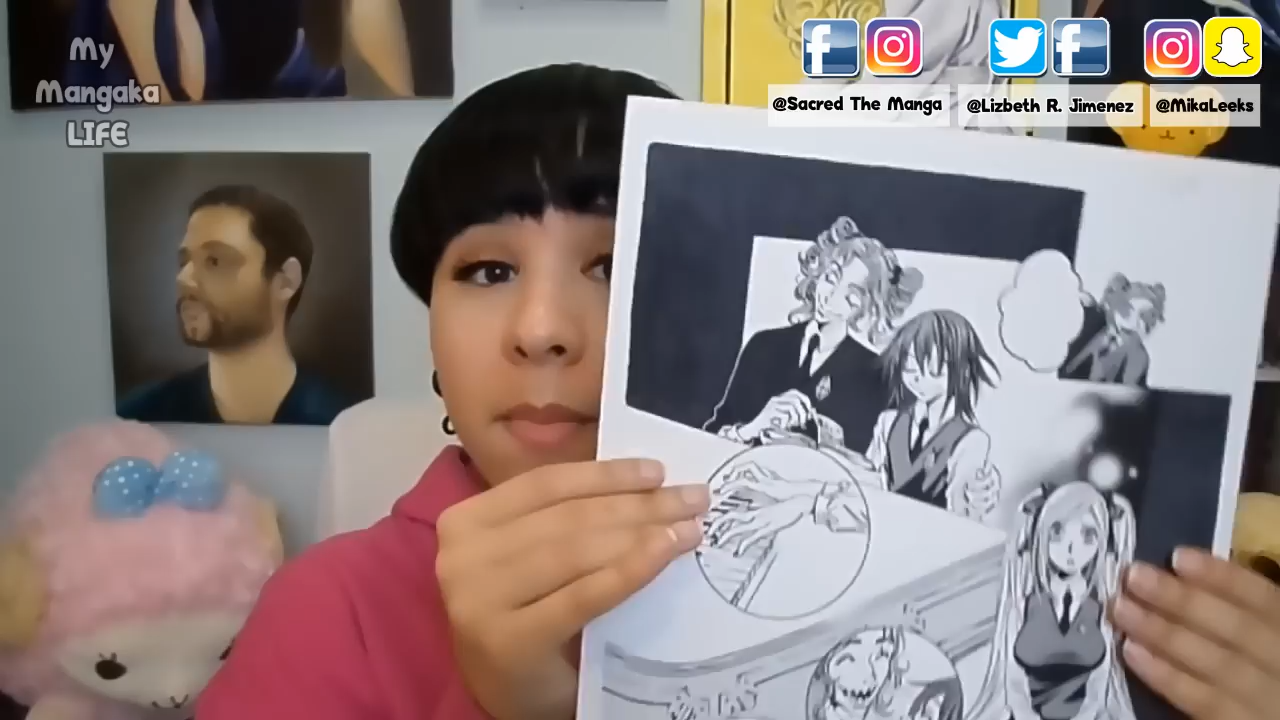 My
Mangaka
LIFE
@Sacred The Manga
@Lizbeth R. Jimenez
@MikaLeeks